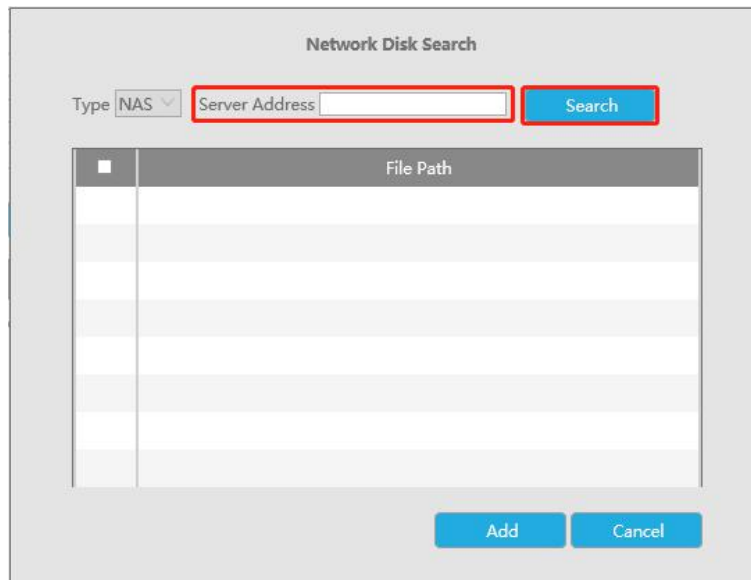 Network Disk Search
Type NAS Server Address Search
File Path
Add Cancel